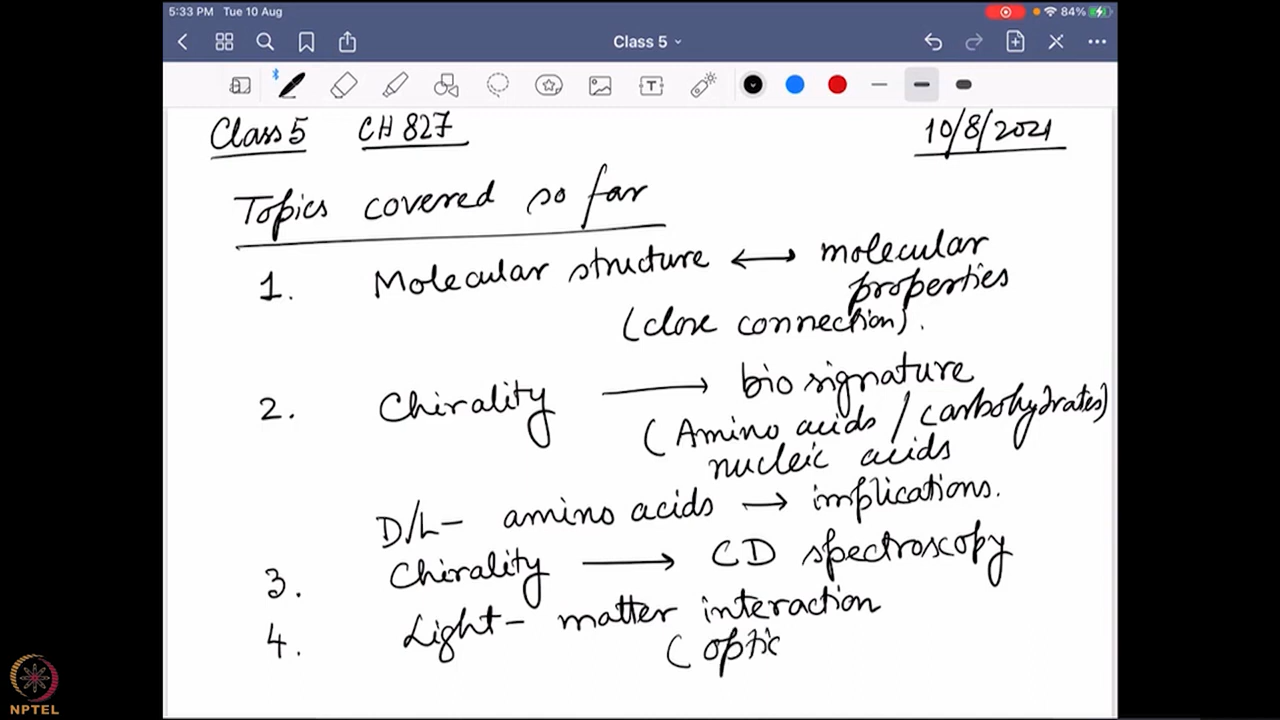 5:33 PM Tue 10 Aug 84%
Class 5
Class 5 CH 827 10/8/2021
Topics covered so far
1. Molecular structure ⟷ molecular
properties
(close connection).
2. Chirality ⟶ bio signature
(Amino acids / carbohydrates)
nucleic acids
D/L- amino acids → implications.
3. Chirality ⟶ CD spectroscopy
4. Light- matter interaction
( optic
NPTEL